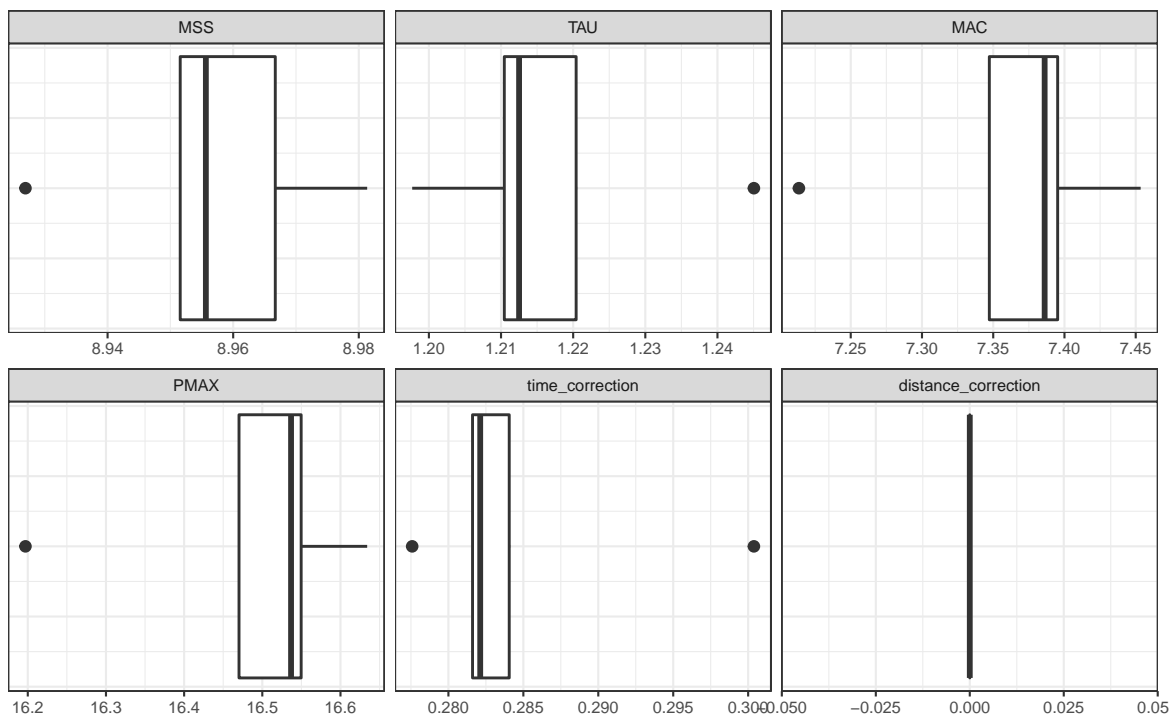 MSS TAU MAC
8.94 8.96 8.98 1.20 1.21 1.22 1.23 1.24 7.25 7.30 7.35 7.40 7.45
PMAX time_correction distance_correction
16.2 16.3 16.4 16.5 16.6 0.280 0.285 0.290 0.295 0.300 −0.050 −0.025 0.000 0.025 0.05